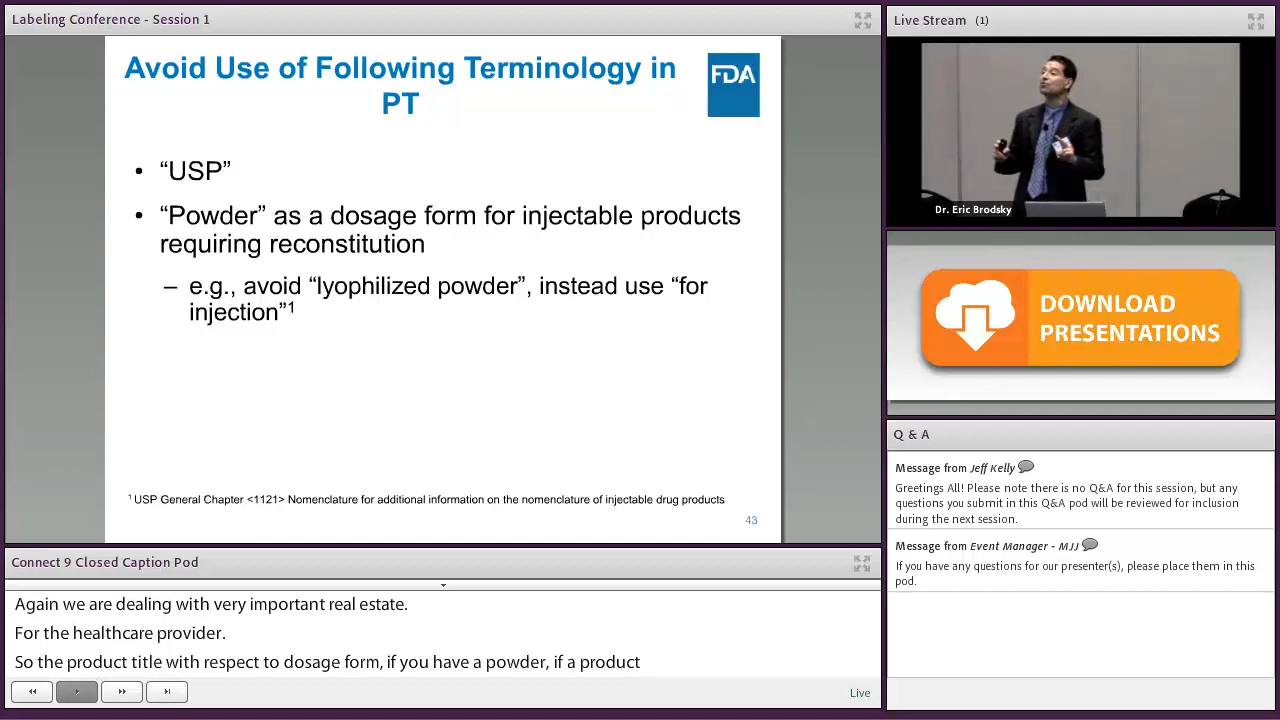 Labeling Conference - Session 1
Avoid Use of Following Terminology in
PT
FDA
• “USP”
• “Powder” as a dosage form for injectable products
requiring reconstitution
– e.g., avoid “lyophilized powder”, instead use “for
injection”¹
¹ USP General Chapter <1121> Nomenclature for additional information on the nomenclature of injectable drug products
43
Connect 9 Closed Caption Pod
Again we are dealing with very important real estate.
For the healthcare provider.
So the product title with respect to dosage form, if you have a powder, if a product
Live
Live Stream (1)
Dr. Eric Brodsky
DOWNLOAD
PRESENTATIONS
Q & A
Message from Jeff Kelly
Greetings All! Please note there is no Q&A for this session, but any
questions you submit in this Q&A pod will be reviewed for inclusion
during the next session.
Message from Event Manager - MJJ
If you have any questions for our presenter(s), please place them in this
pod.